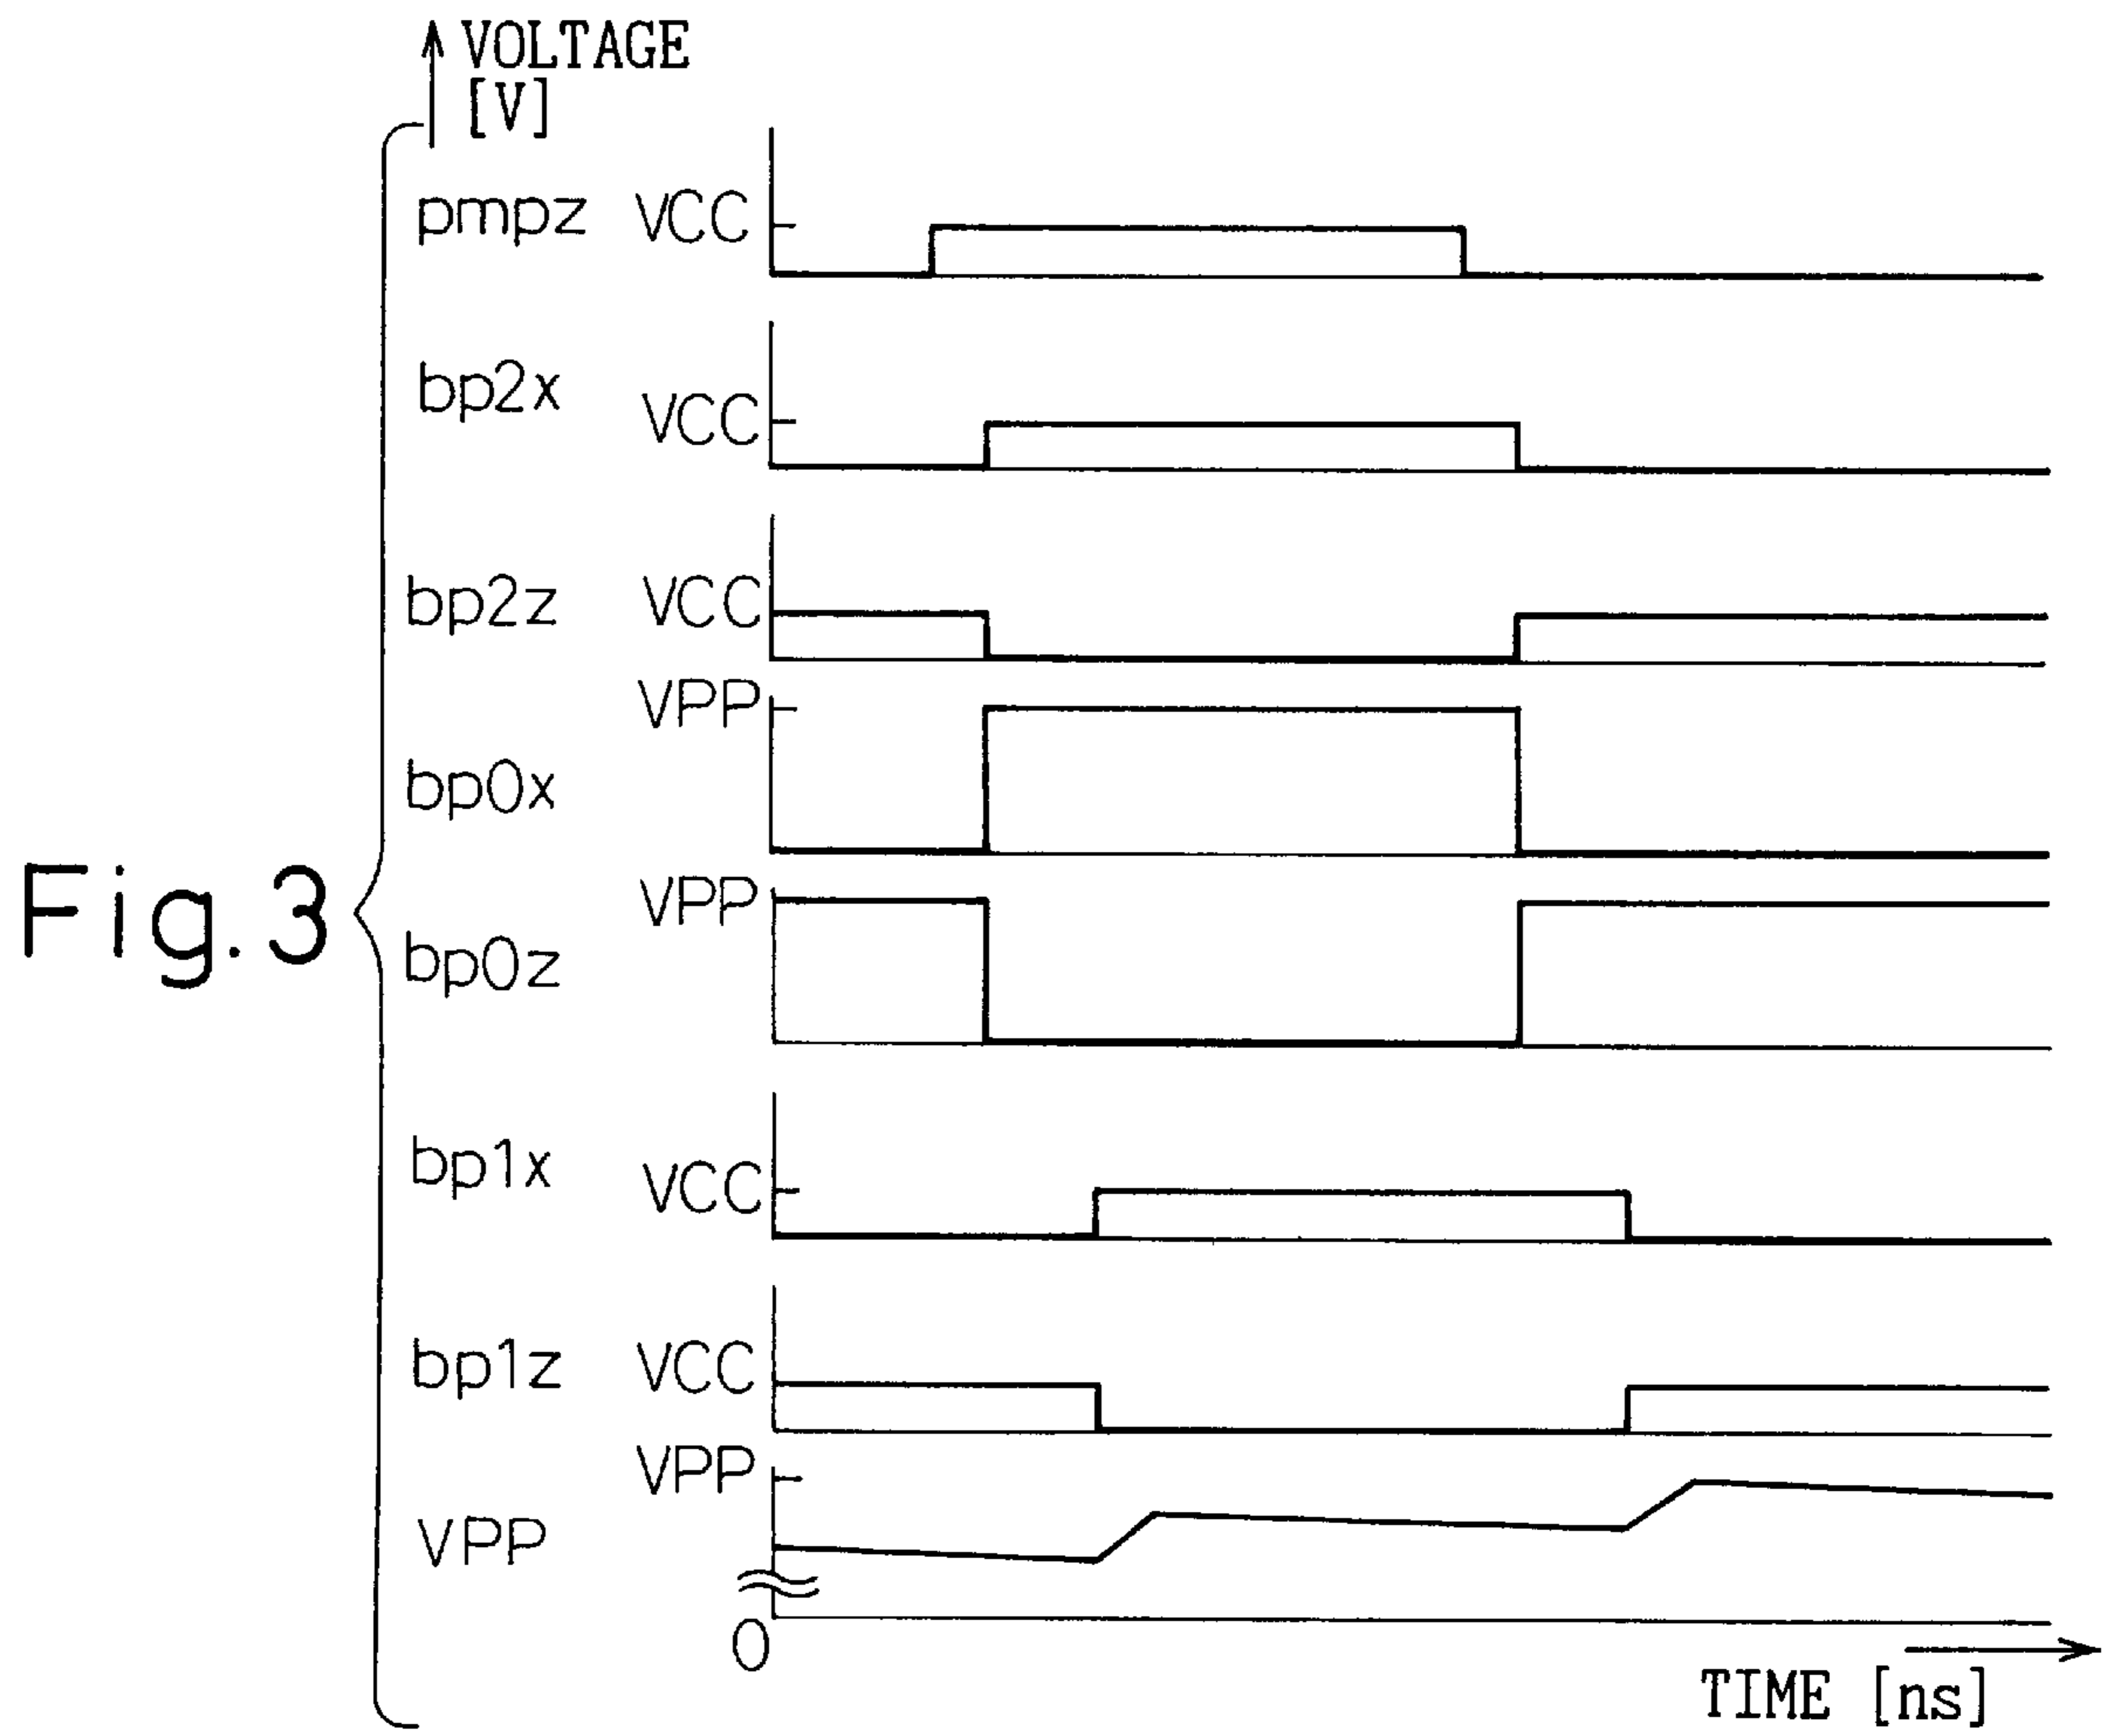 VOLTAGE
[V]
pmpz VCC
bp2x VCC
bp2z VCC
VPP
bp0x
Fig.3
VPP
bp0z
bp1x VCC
bp1z VCC
VPP
VPP
0
TIME [ns]